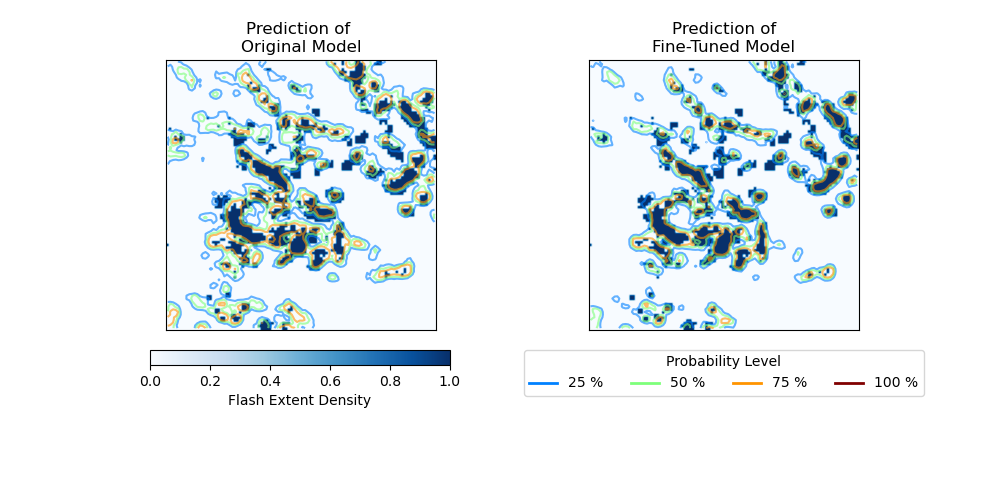 Prediction of
Original Model
Prediction of
Fine-Tuned Model
0.0 0.2 0.4 0.6 0.8 1.0
Flash Extent Density
Probability Level
25 % 50 % 75 % 100 %